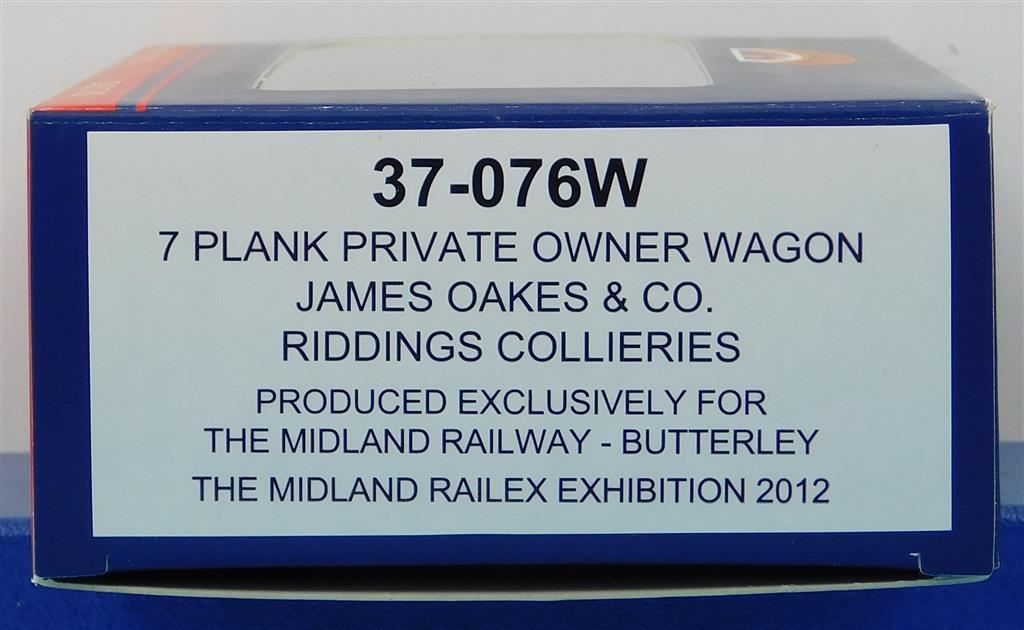 37-076W
7 PLANK PRIVATE OWNER WAGON
JAMES OAKES & CO.
RIDDINGS COLLIERIES
PRODUCED EXCLUSIVELY FOR
THE MIDLAND RAILWAY - BUTTERLEY
THE MIDLAND RAILEX EXHIBITION 2012